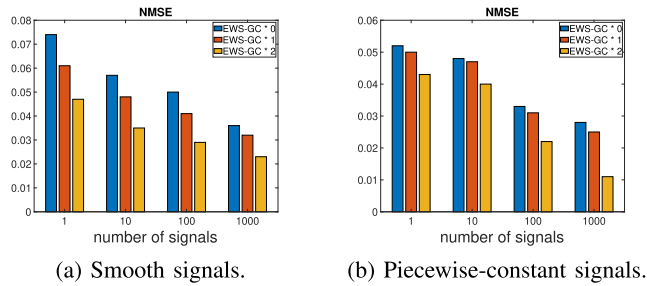 NMSE
0.08
0.07
0.06
0.05
0.04
0.03
0.02
0.01
0
EWS-GC * 0
EWS-GC * 1
EWS-GC * 2
1 10 100 1000
number of signals
(a) Smooth signals.
NMSE
0.06
0.05
0.04
0.03
0.02
0.01
0
EWS-GC * 0
EWS-GC * 1
EWS-GC * 2
1 10 100 1000
number of signals
(b) Piecewise-constant signals.